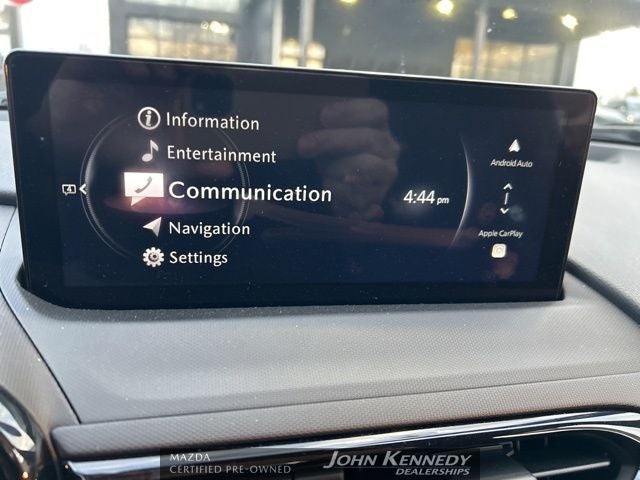 Information
Entertainment
Communication
Navigation
Settings
4:44 pm
Android Auto
Apple CarPlay
MAZDA
CERTIFIED PRE-OWNED
JOHN KENNEDY
DEALERSHIPS